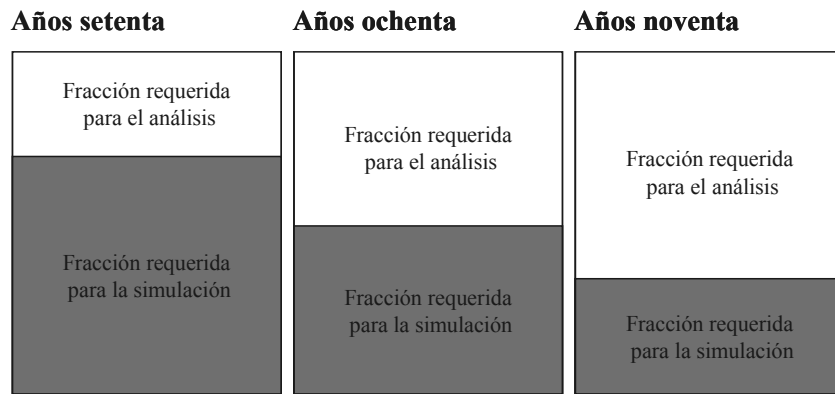 Años setenta
Fracción requerida
para el análisis
Fracción requerida
para la simulación
Años ochenta
Fracción requerida
para el análisis
Fracción requerida
para la simulación
Años noventa
Fracción requerida
para el análisis
Fracción requerida
para la simulación